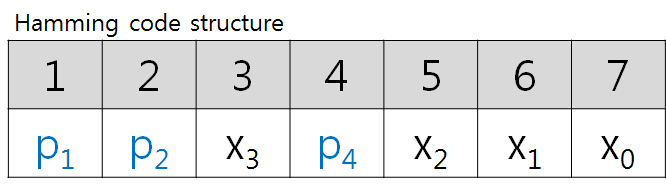 Hamming code structure
1 2 3 4 5 6 7
p₁ p₂ x₃ p₄ x₂ x₁ x₀